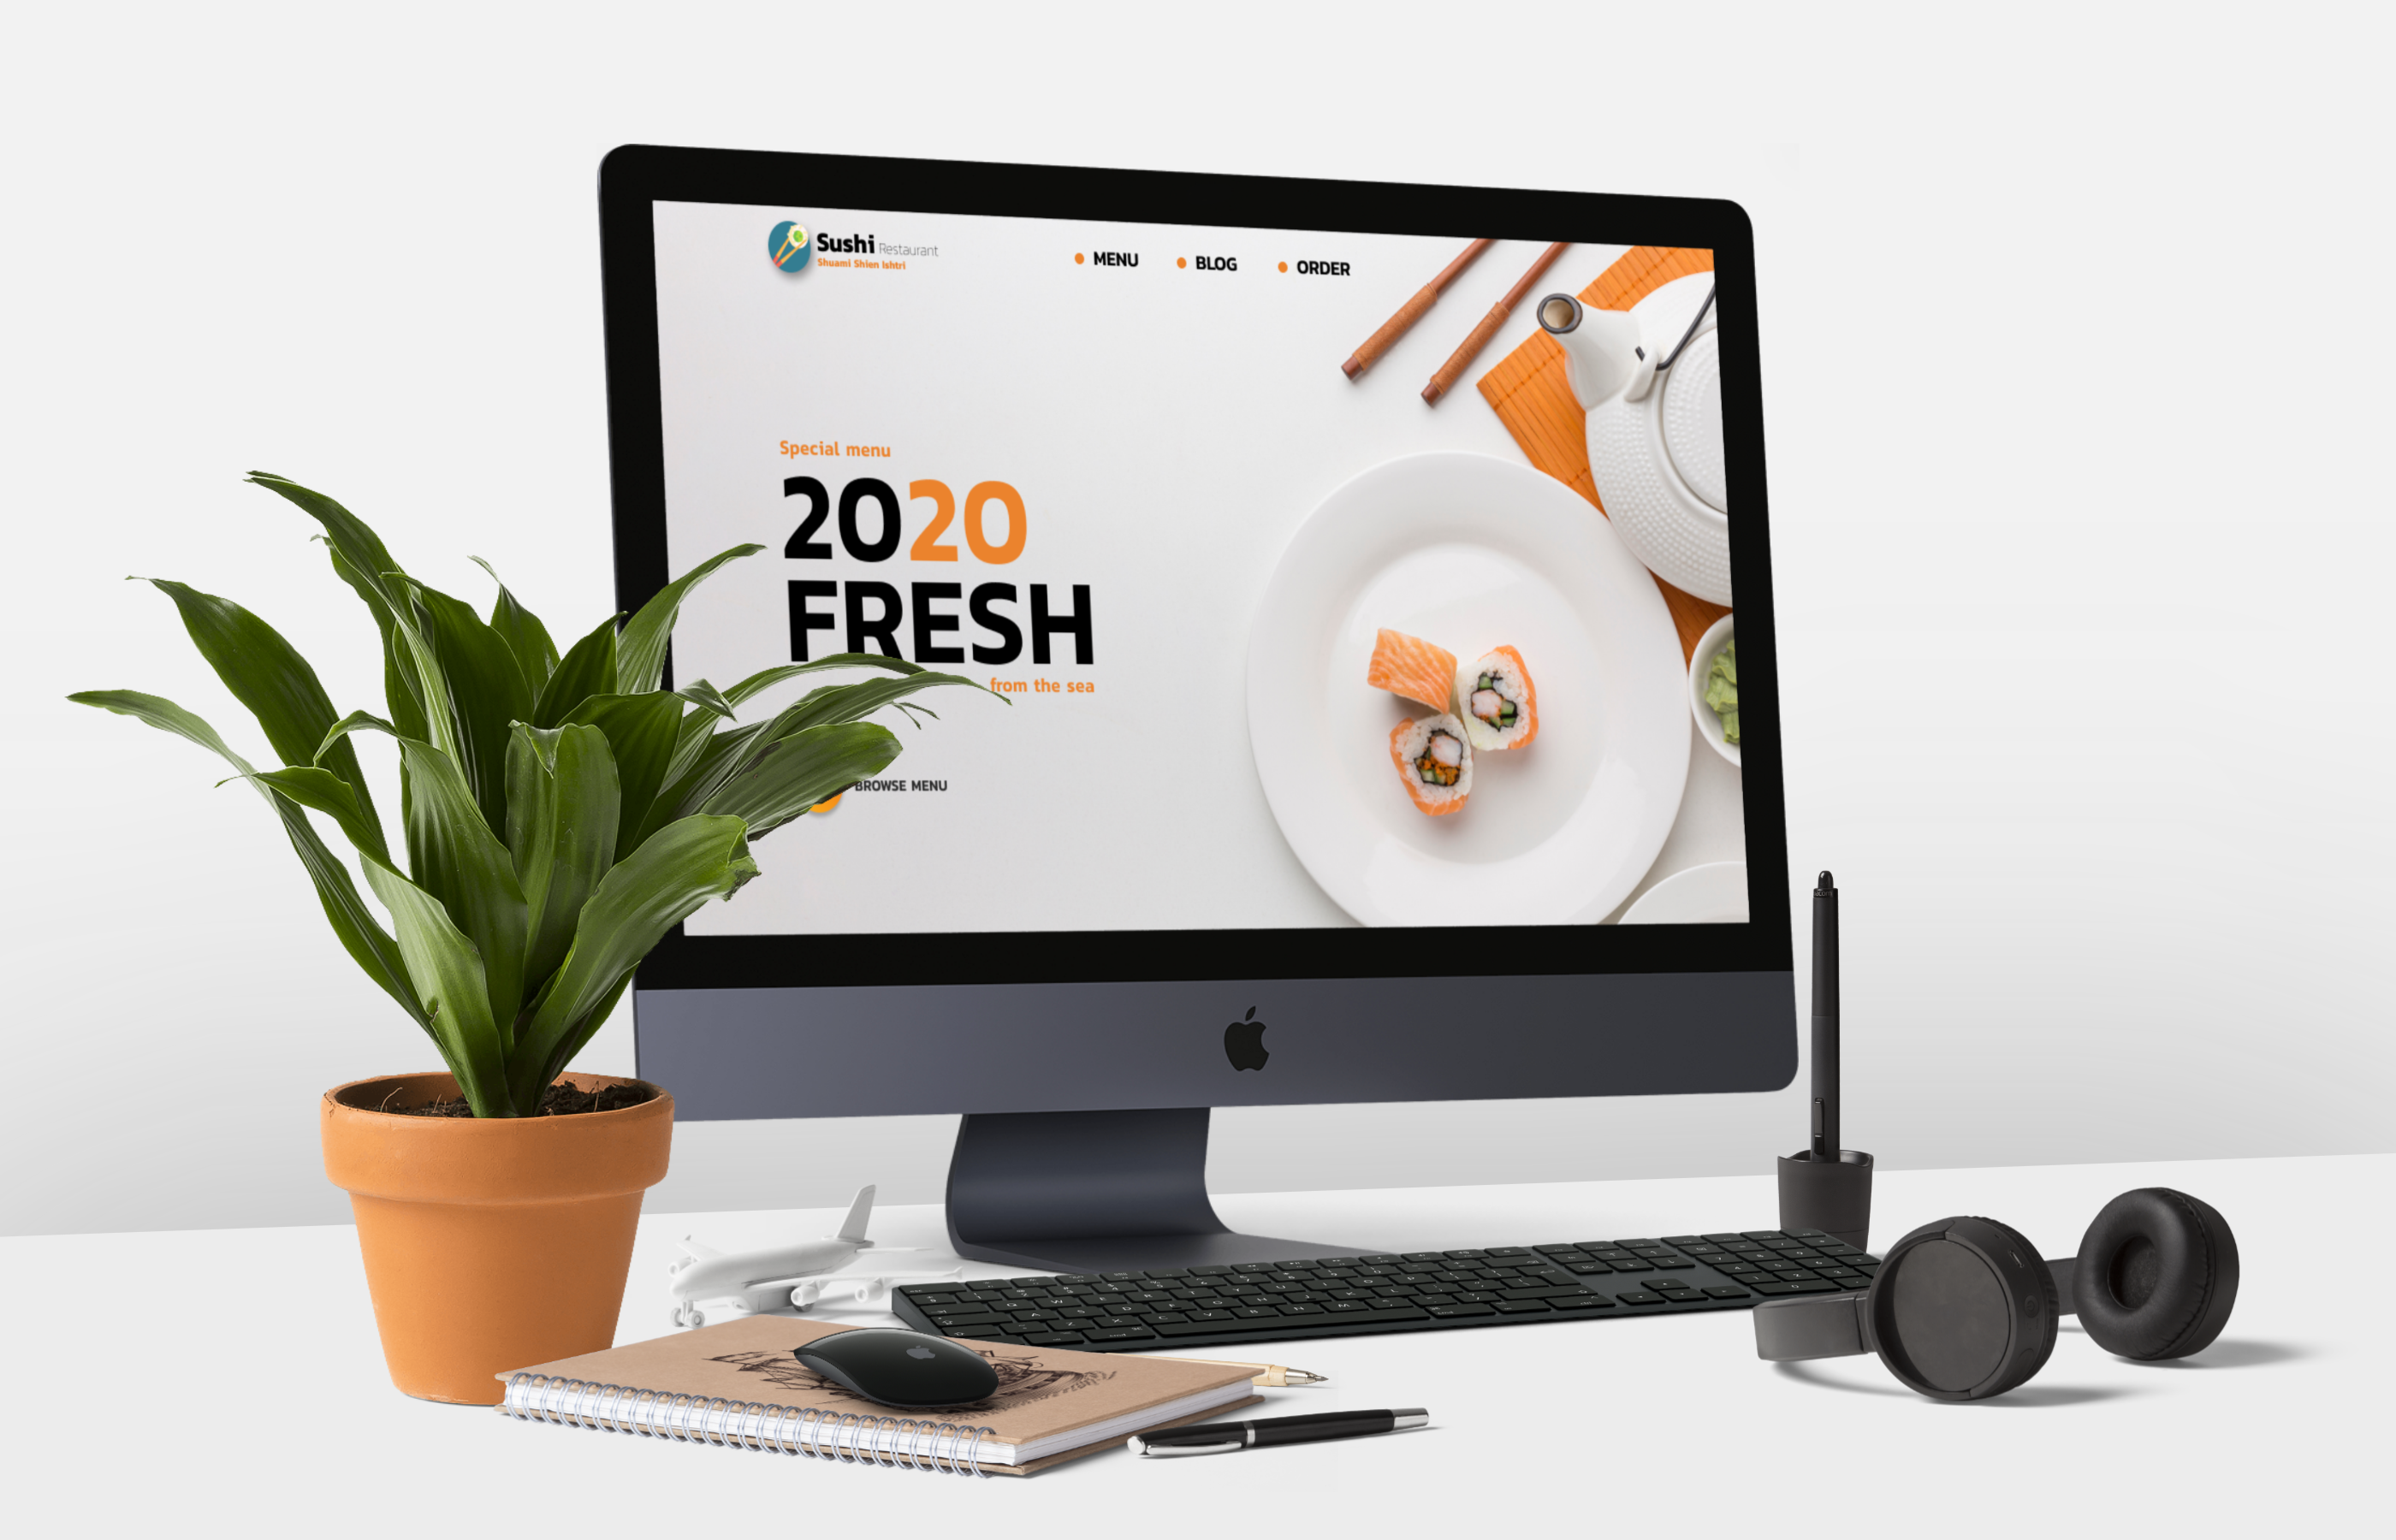 Sushi Restaurant
Shuami Shien Ishtri
MENU
BLOG
ORDER
Special menu
2020
FRESH
from the sea
BROWSE MENU